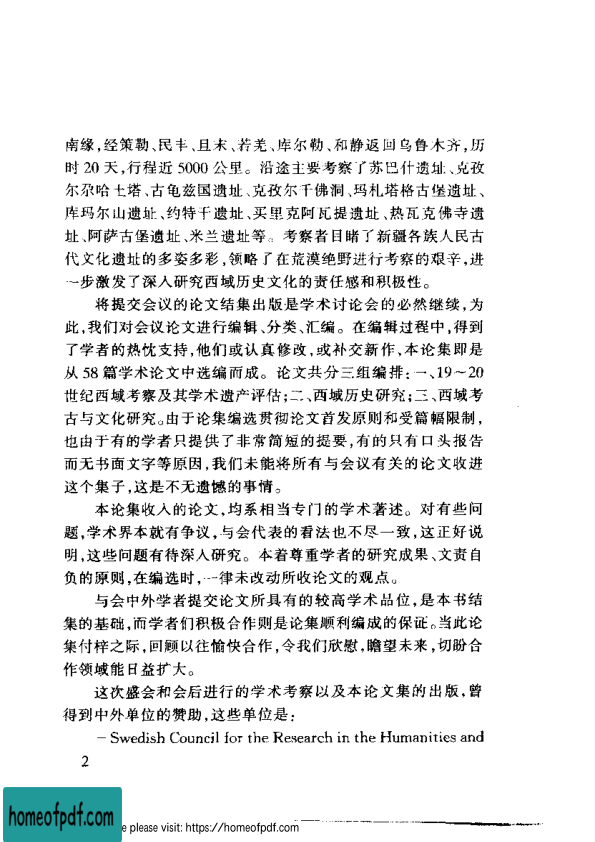 南缘,经策勒、民丰、且末、若羌、库尔勒、和静返回乌鲁木齐,历
时 20 天,行程近 5000 公里。沿途主要考察了苏巴什遗址、克孜
尔尕哈土塔、古龟兹国遗址、克孜尔千佛洞、玛札塔格古堡遗址、
库玛尔山遗址、约特干遗址、买里克阿瓦提遗址、热瓦克佛寺遗
址、阿萨古堡遗址、米兰遗址等。考察者目睹了新疆各族人民古
代文化遗址的多姿多彩,领略了在荒漠绝野进行考察的艰辛,进
一步激发了深入研究西域历史文化的责任感和积极性。
将提交会议的论文结集出版是学术讨论会的必然继续,为
此,我们对会议论文进行编辑、分类、汇编。在编辑过程中,得到
了学者的热忱支持,他们或认真修改,或补交新作,本论集即是
从 58 篇学术论文中选编而成。论文共分三组编排:一、19～20
世纪西域考察及其学术遗产评估;二、西域历史研究;三、西域考
古与文化研究。由于论集编选贯彻论文首发原则和受篇幅限制,
也由于有的学者只提供了非常简短的提要,有的只有口头报告
而无书面文字等原因,我们未能将所有与会议有关的论文收进
这个集子,这是不无遗憾的事情。
本论集收入的论文,均系相当专门的学术著述。对有些问
题,学术界本就有争议,与会代表的看法也不尽一致,这正好说
明,这些问题有待深入研究。本着尊重学者的研究成果、文责自
负的原则,在编选时,一律未改动所收论文的观点。
与会中外学者提交论文所具有的较高学术品位,是本书结
集的基础,而学者们积极合作则是论集顺利编成的保证。当此论
集付梓之际,回顾以往愉快合作,令我们欣慰,瞻望未来,切盼合
作领域能日益扩大。
这次盛会和会后进行的学术考察以及本论文集的出版,曾
得到中外单位的赞助,这些单位是:
– Swedish Council for the Research in the Humanities and
2
homeofpdf.com
e please visit: https://homeofpdf.com